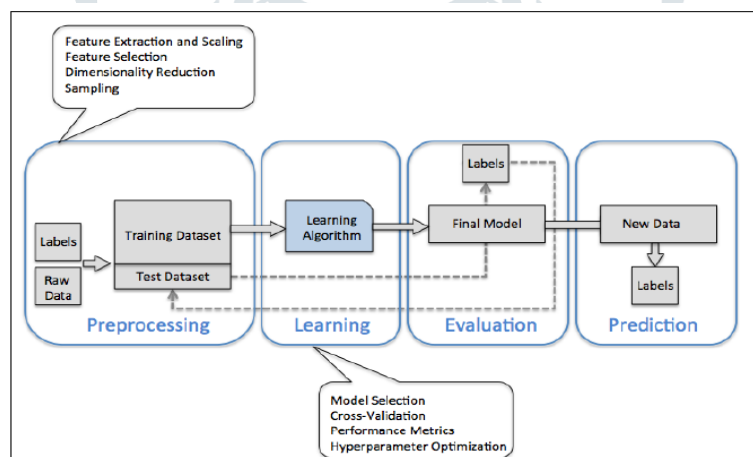 Feature Extraction and Scaling
Feature Selection
Dimensionality Reduction
Sampling
Labels
Raw
Data
Training Dataset
Test Dataset
Preprocessing
Learning
Algorithm
Learning
Labels
Final Model
Evaluation
New Data
Labels
Prediction
Model Selection
Cross-Validation
Performance Metrics
Hyperparameter Optimization